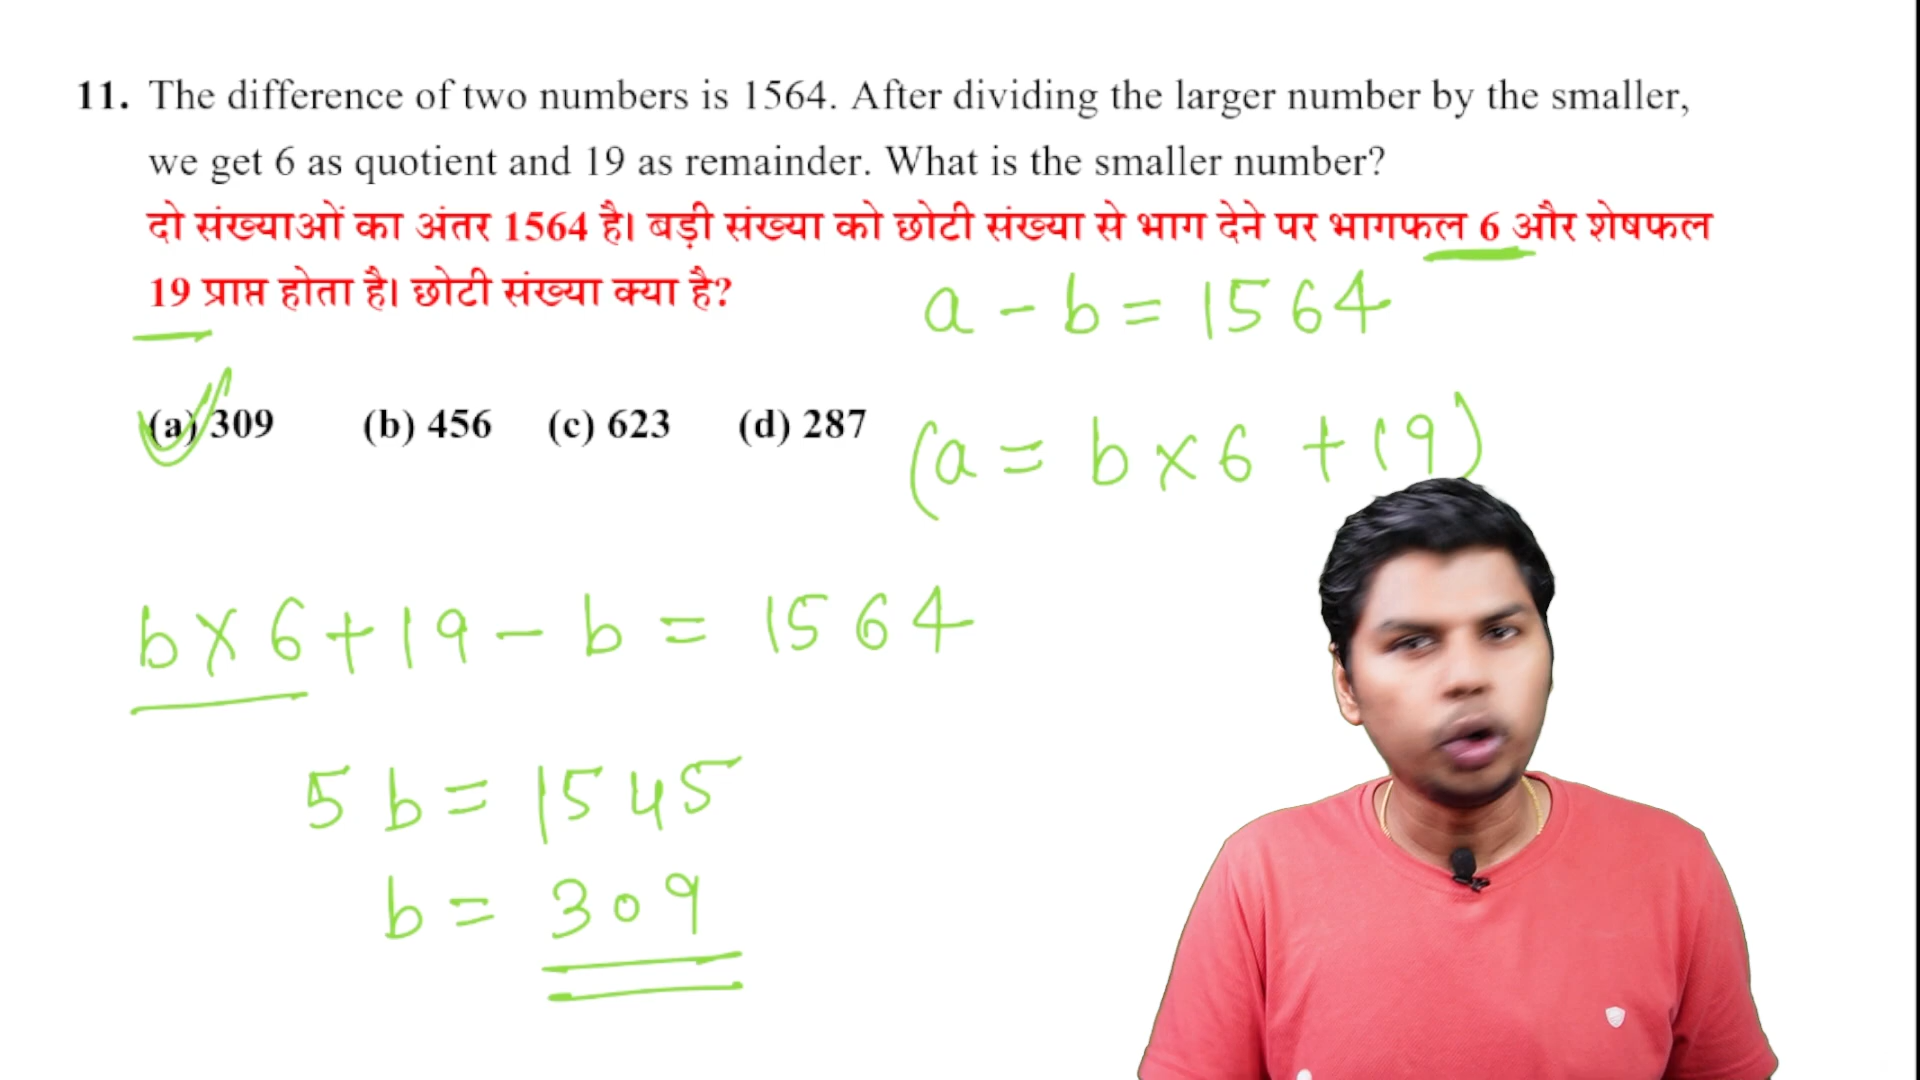 11. The difference of two numbers is 1564. After dividing the larger number by the smaller,
we get 6 as quotient and 19 as remainder. What is the smaller number?
दो संख्याओं का अंतर 1564 है। बड़ी संख्या को छोटी संख्या से भाग देने पर भागफल 6 और शेषफल
19 प्राप्त होता है। छोटी संख्या क्या है?
a - b = 1564
(a) 309 (b) 456 (c) 623 (d) 287
(a = b × 6 + 19)
b × 6 + 19 - b = 1564
5 b = 1545
b = 309